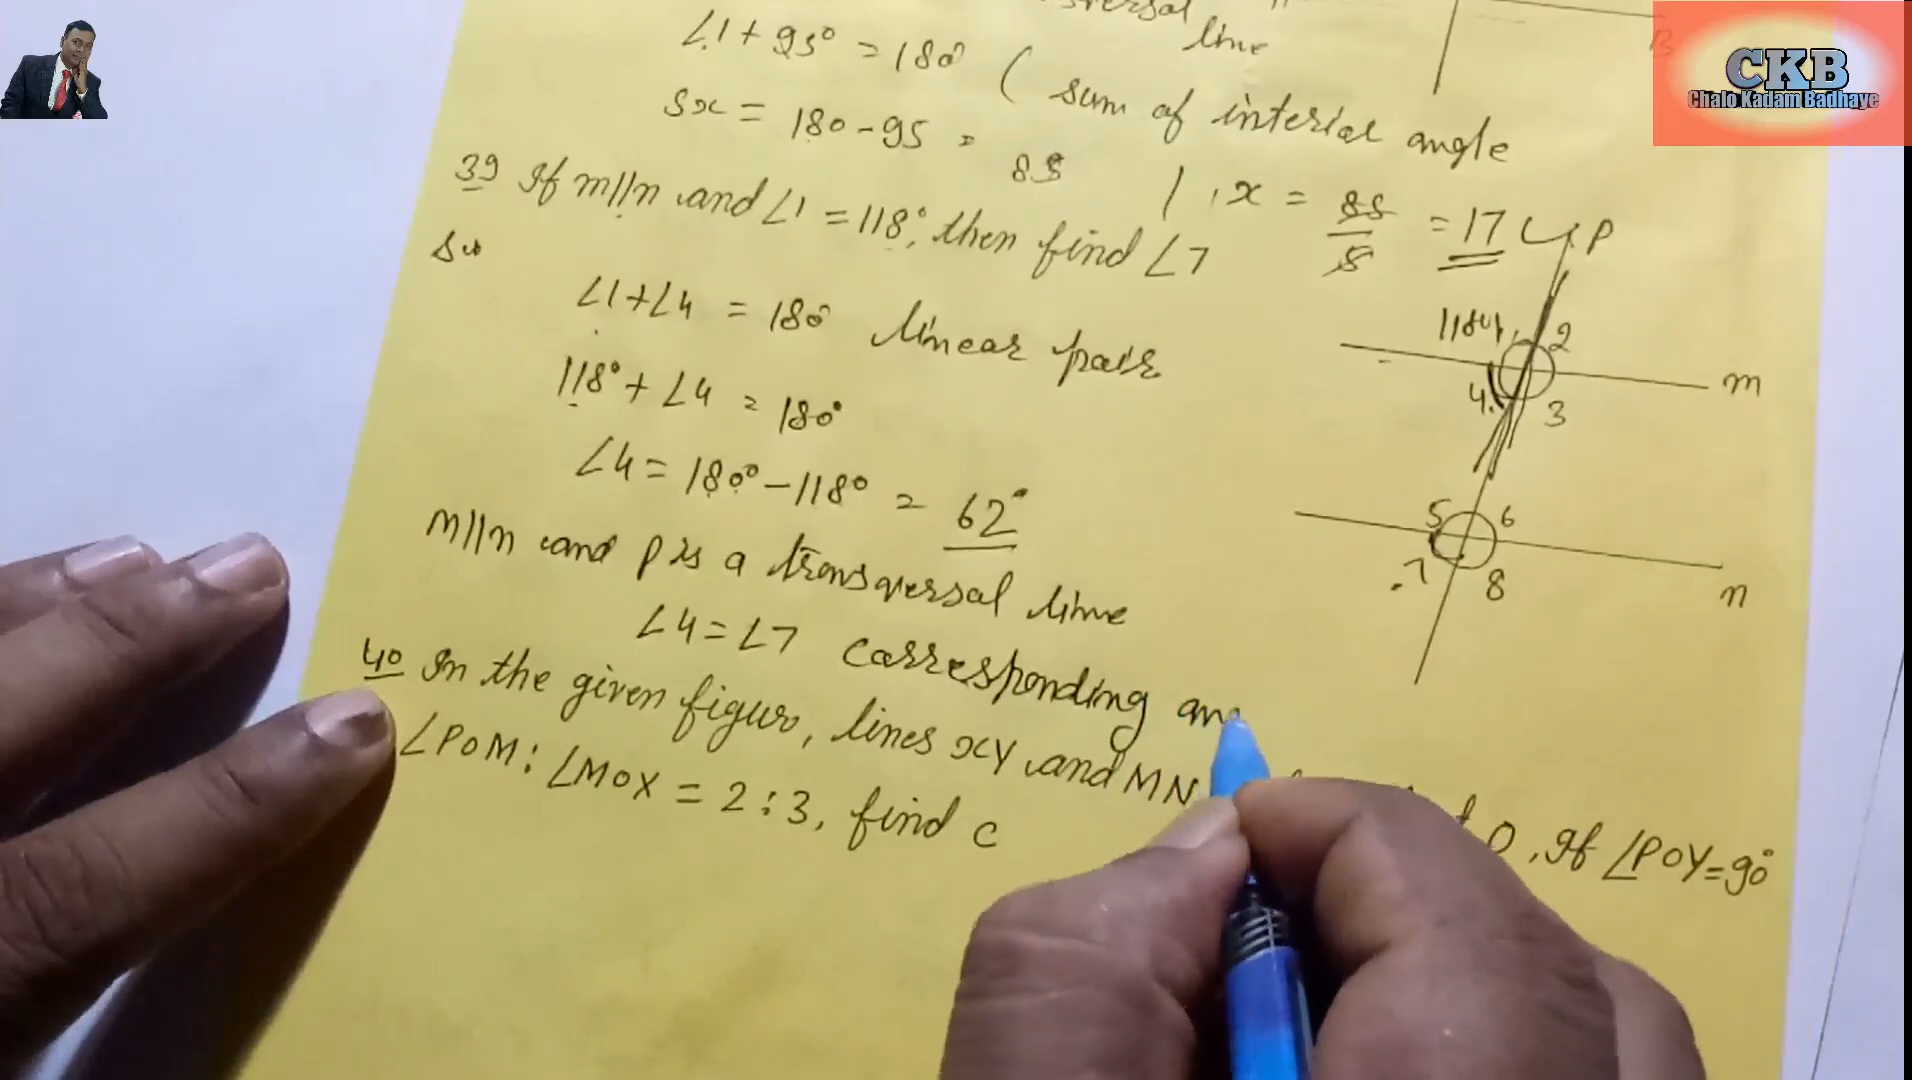 ∠1 + 95° = 180° ( sum of interior angle
line
5x = 180 - 95 = 85 | x = 85/5 = 17
39 If m||n and ∠1 = 118°, then find ∠7
∠1 + ∠4 = 180° linear pair
118° + ∠4 = 180°
∠4 = 180° - 118° = 62°
m||n and P is a transversal line
∠4 = ∠7 carresponding an
40 In the given figur, lines XY and MN O, If ∠POY = 90°
∠POM : ∠MOX = 2 : 3, find c
P
118° 1 2
m
4 3
5 6
7 8
n
CKB
Chalo Kadam Badhaye